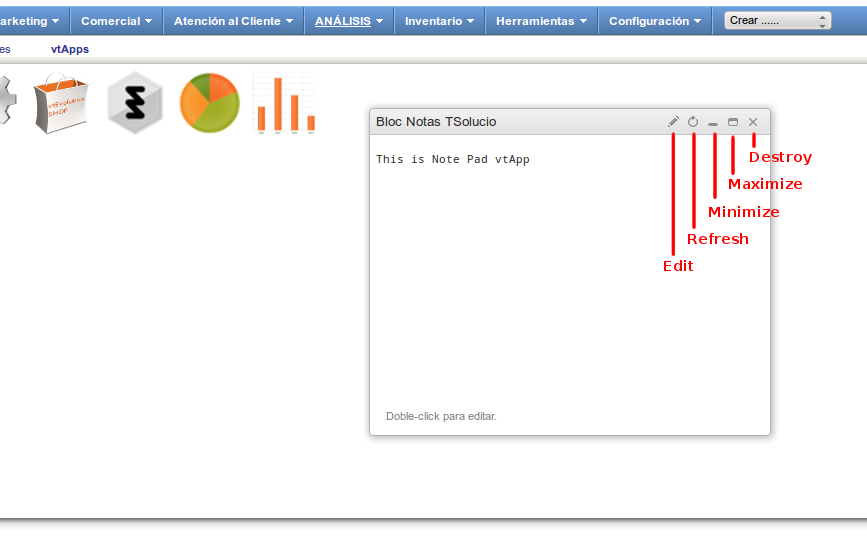 arketing Comercial Atención al Cliente ANÁLISIS Inventario Herramientas Configuración Crear ......
es vtApps
vtEvolutivo
SHOP
Bloc Notas TSolucio
This is Note Pad vtApp
Destroy
Maximize
Minimize
Refresh
Edit
Doble-click para editar.